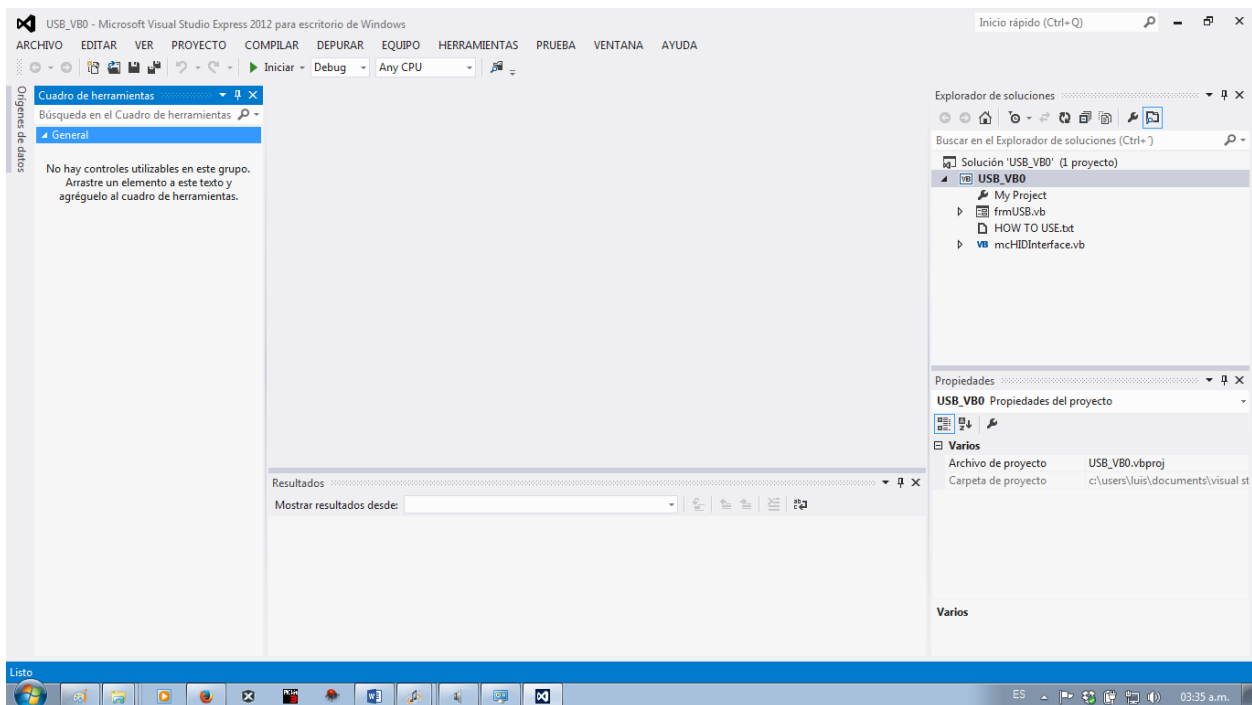 USB_VB0 - Microsoft Visual Studio Express 2012 para escritorio de Windows
Inicio rápido (Ctrl+Q)
ARCHIVO EDITAR VER PROYECTO COMPILAR DEPURAR EQUIPO HERRAMIENTAS PRUEBA VENTANA AYUDA
Iniciar Debug Any CPU
Orígenes de datos
Cuadro de herramientas
Búsqueda en el Cuadro de herramientas
General
No hay controles utilizables en este grupo.
Arrastre un elemento a este texto y
agréguelo al cuadro de herramientas.
Resultados
Mostrar resultados desde:
Explorador de soluciones
Buscar en el Explorador de soluciones (Ctrl+´)
Solución 'USB_VB0' (1 proyecto)
VB USB_VB0
My Project
frmUSB.vb
HOW TO USE.txt
VB mcHIDInterface.vb
Propiedades
USB_VB0 Propiedades del proyecto
Varios
Archivo de proyecto USB_VB0.vbproj
Carpeta de proyecto c:\users\luis\documents\visual st
Varios
Listo
ES 03:35 a.m.